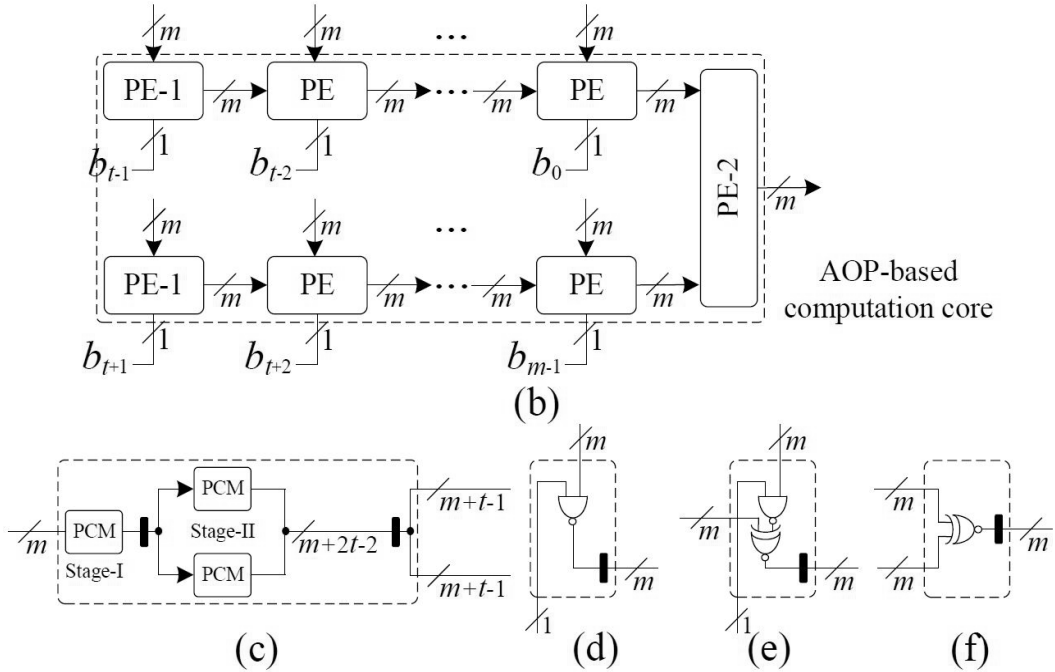 m m ... m
PE-1 m PE m ... m PE m
1 1 1
b_{t-1} b_{t-2} b_0
PE-2 m
m m ... m
PE-1 m PE m ... m PE m
1 1 1
b_{t+1} b_{t+2} b_{m-1}
AOP-based
computation core
(b)
m PCM
Stage-I
PCM
Stage-II
PCM
m+2t-2
m+t-1
m+t-1
(c)
m
m
1
(d)
m
m
m
1
(e)
m
m
m
(f)